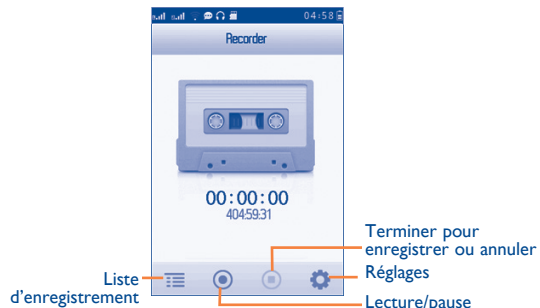 04:58
Recorder
00:00:00
404:59:31
Terminer pour
enregistrer ou annuler
Réglages
Liste
d'enregistrement
Lecture/pause